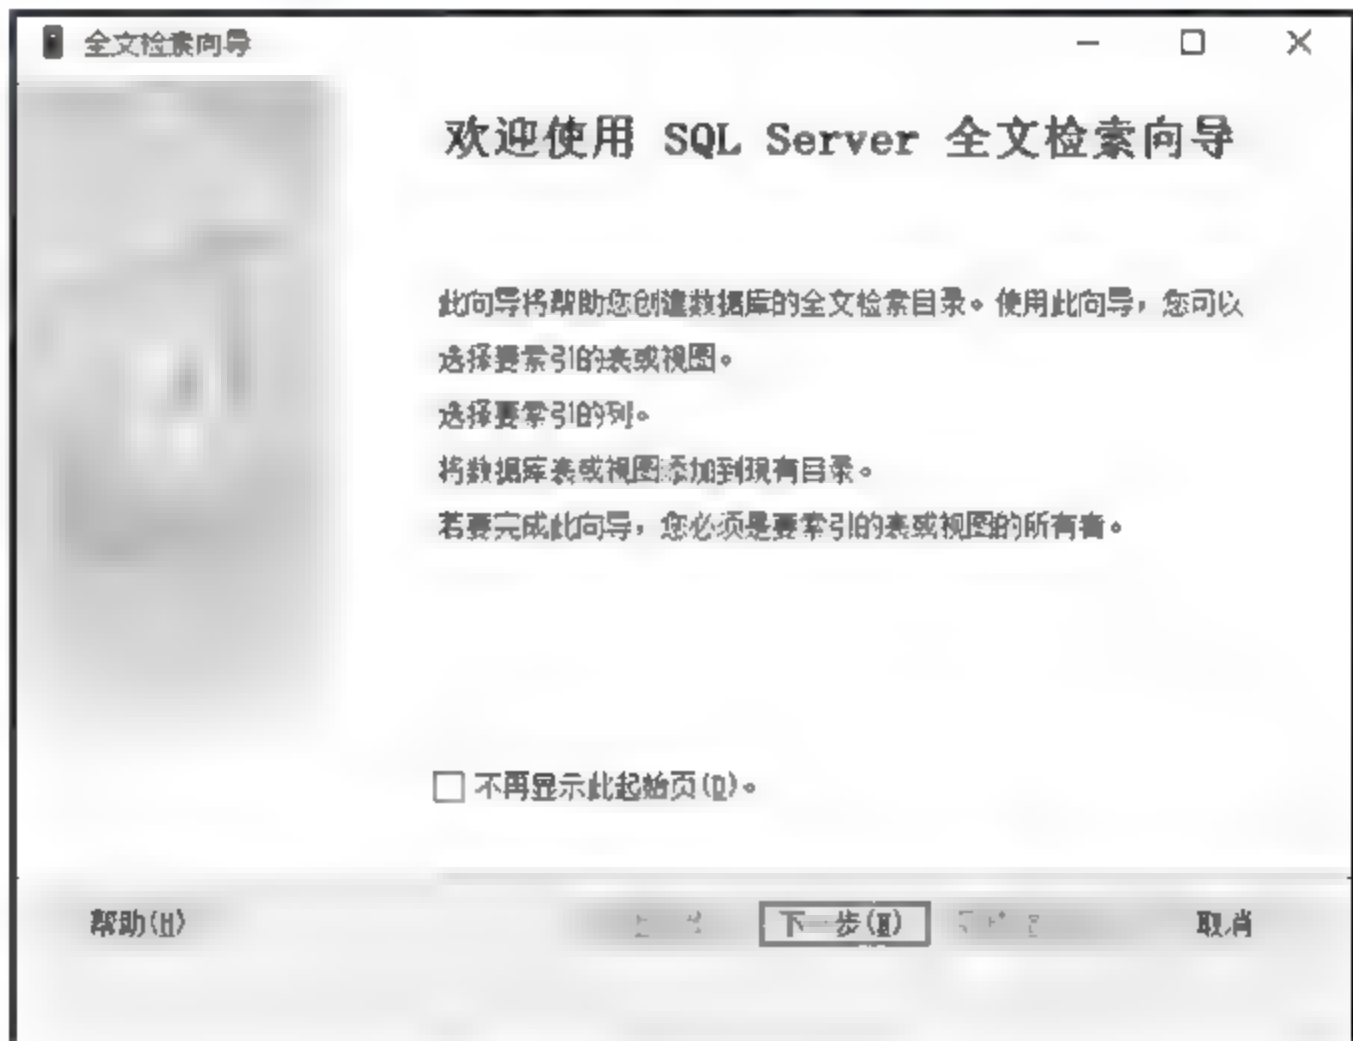 全文检索向导
欢迎使用 SQL Server 全文检索向导
此向导将帮助您创建数据库的全文检索目录。使用此向导，您可以
选择要索引的表或视图。
选择要索引的列。
将数据库表或视图添加到现有目录。
若要完成此向导，您必须是要索引的表或视图的所有者。
不再显示此起始页(D)。
帮助(H)
下一步(N)
取消